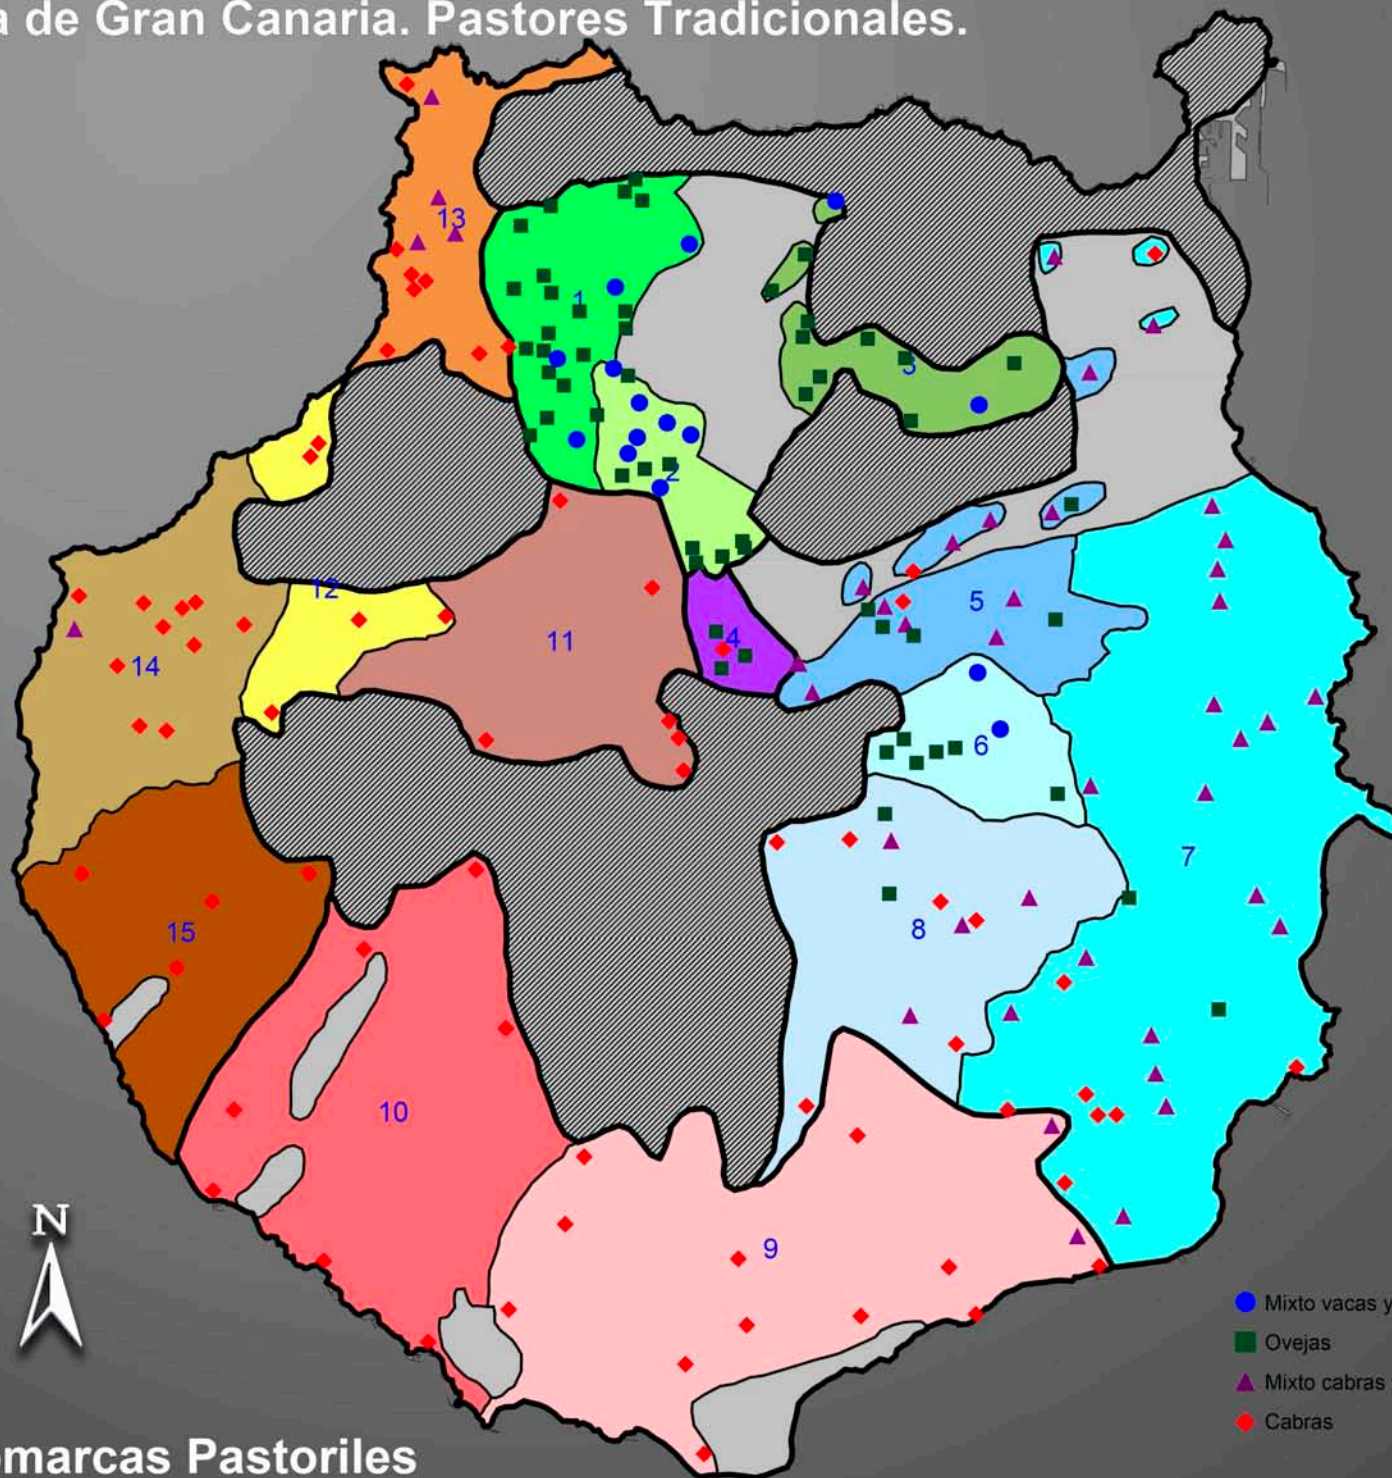 a de Gran Canaria. Pastores Tradicionales.
13
1
3
2
12
5
4
11
14
6
7
8
15
10
9
N
Mixto vacas y
Ovejas
Mixto cabras
Cabras
omarcas Pastoriles